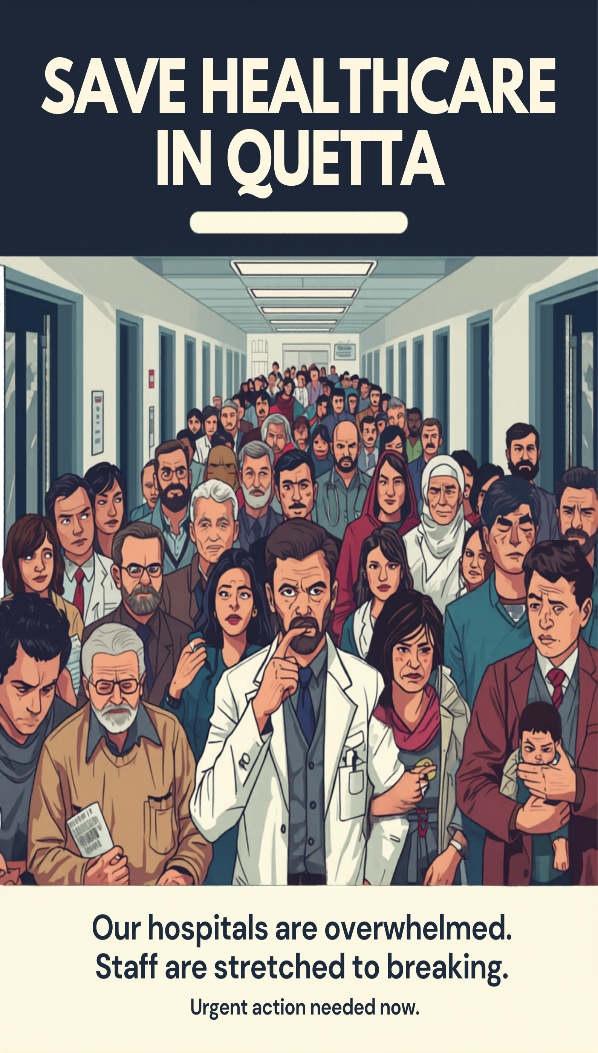 SAVE HEALTHCARE
IN QUETTA
Our hospitals are overwhelmed.
Staff are stretched to breaking.
Urgent action needed now.